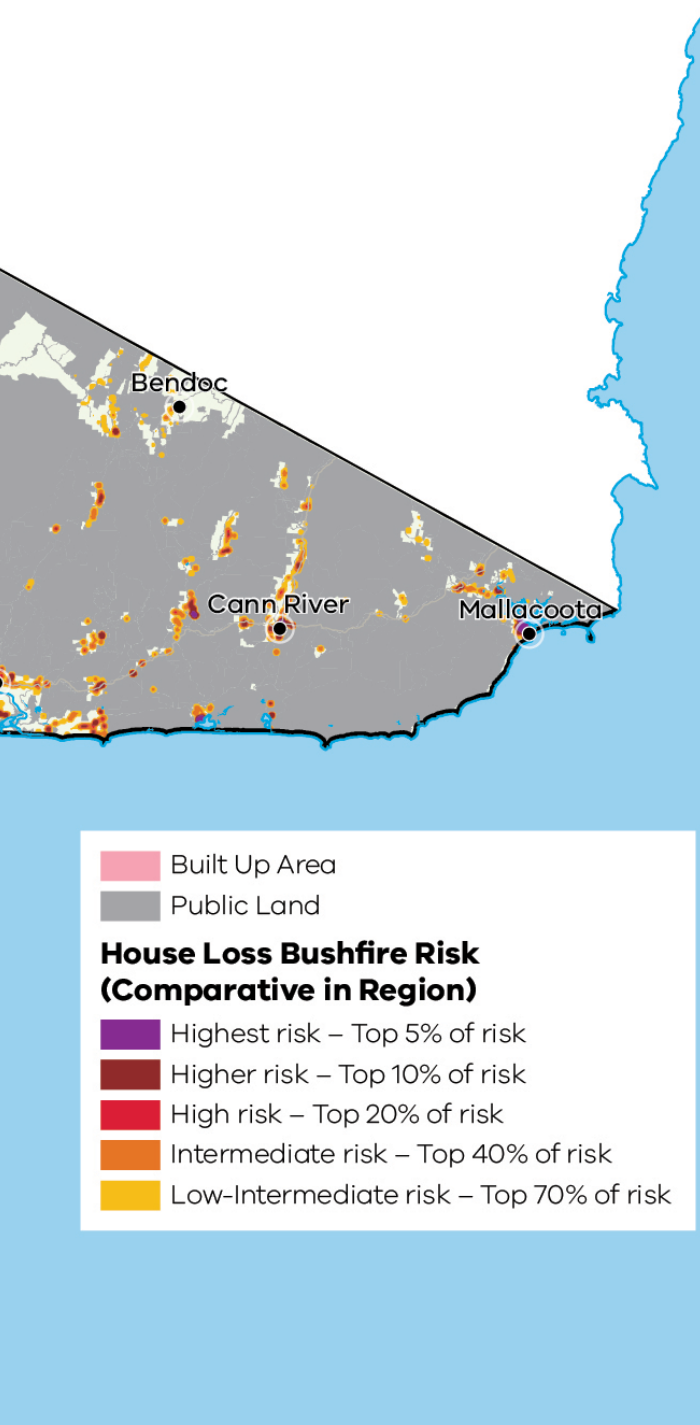 Bendoc
Cann River
Mallacoota
Built Up Area
Public Land
House Loss Bushfire Risk
(Comparative in Region)
Highest risk – Top 5% of risk
Higher risk – Top 10% of risk
High risk – Top 20% of risk
Intermediate risk – Top 40% of risk
Low-Intermediate risk – Top 70% of risk